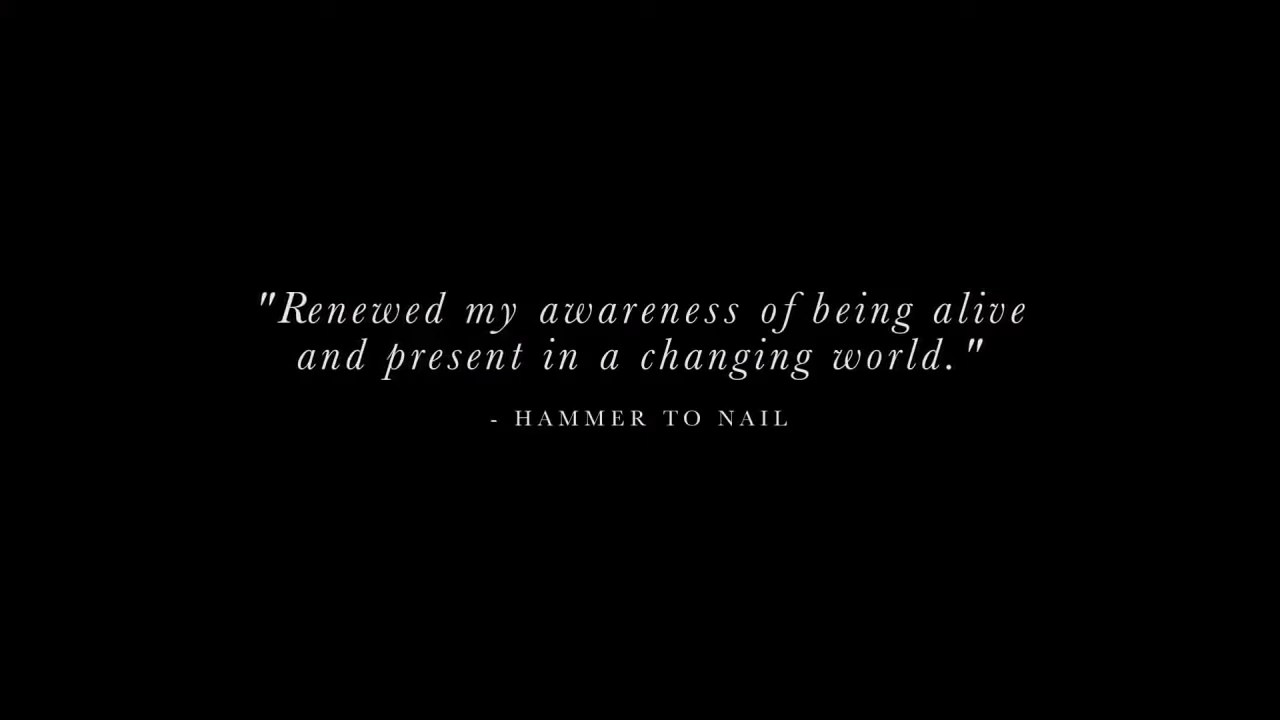 "Renewed my awareness of being alive
and present in a changing world."
- HAMMER TO NAIL